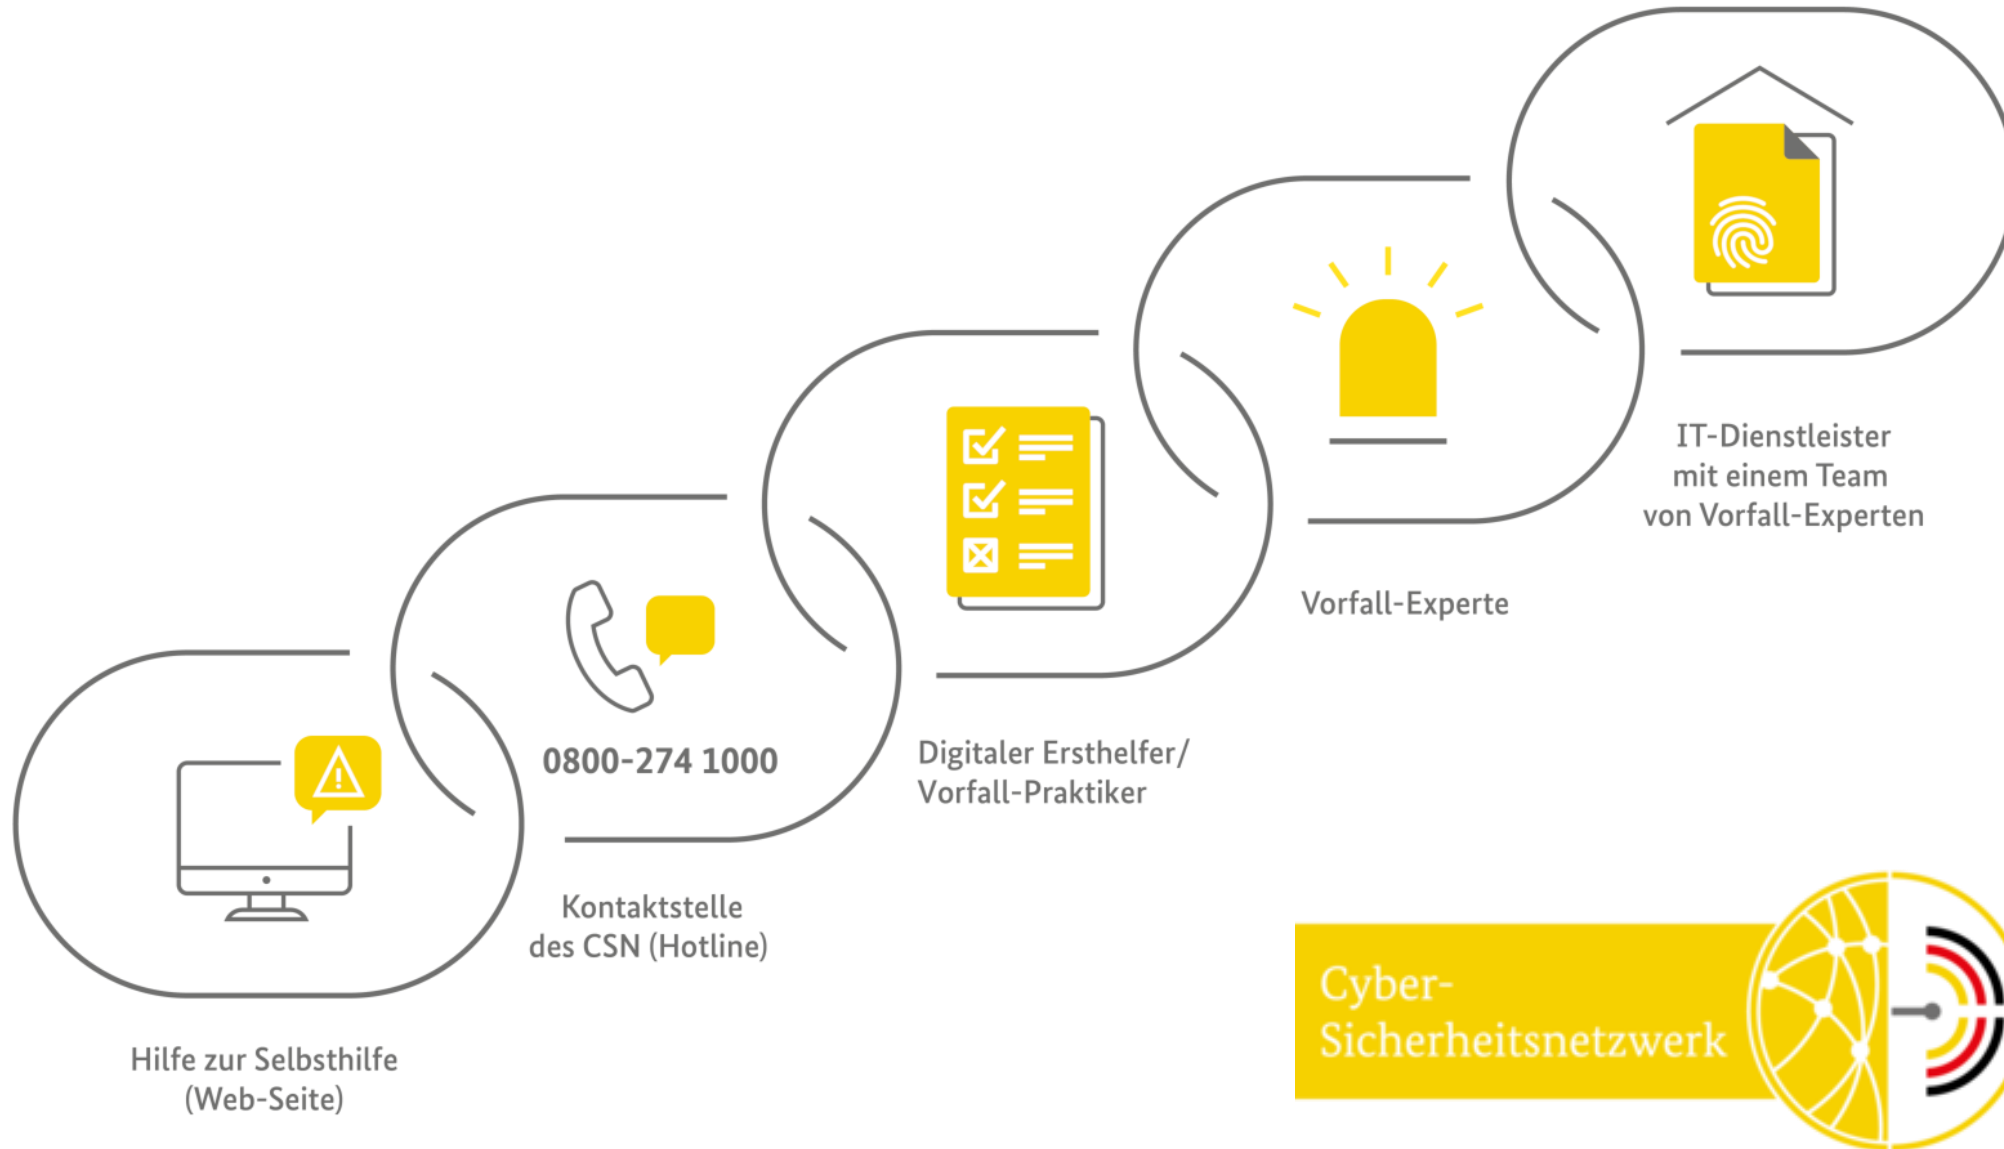 IT-Dienstleister
mit einem Team
von Vorfall-Experten
Vorfall-Experte
0800-274 1000
Digitaler Ersthelfer/
Vorfall-Praktiker
Kontaktstelle
des CSN (Hotline)
Hilfe zur Selbsthilfe
(Web-Seite)
Cyber-
Sicherheitsnetzwerk